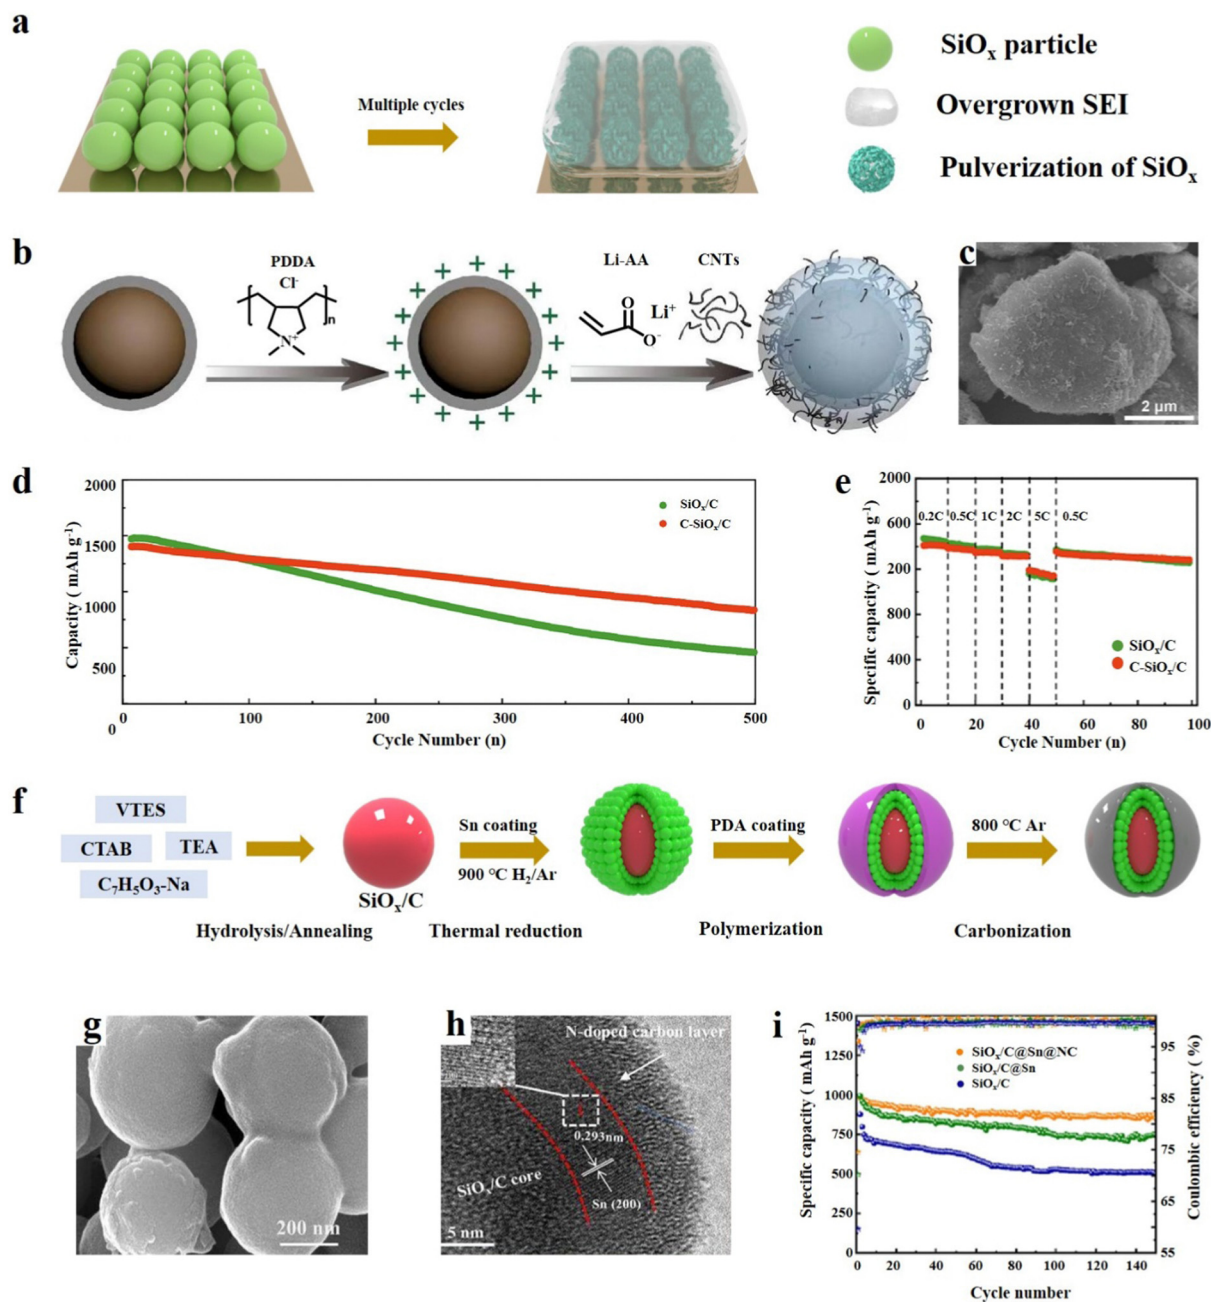 a
Multiple cycles
SiOₓ particle
Overgrown SEI
Pulverization of SiOₓ
b
PDDA
Cl⁻
n
N⁺
Li-AA
O
O⁻
Li⁺
CNTs
c
2 μm
d
2000
1500
1000
500
0
Capacity ( mAh g⁻¹)
SiOₓ/C
C-SiOₓ/C
0 100 200 300 400 500
Cycle Number (n)
e
2000
1600
1200
200
400
0
Specific capacity ( mAh g⁻¹)
0.2C 0.5C 1C 2C 5C 0.5C
SiOₓ/C
C-SiOₓ/C
0 20 40 60 80 100
Cycle Number (n)
f
VTES
CTAB
TEA
C₇H₅O₃-Na
SiOₓ/C
Sn coating
900 °C H₂/Ar
PDA coating
800 °C Ar
Hydrolysis/Annealing
Thermal reduction
Polymerization
Carbonization
g
200 nm
h
N-doped carbon layer
0.293nm
Sn (200)
SiOₓ/C core
5 nm
i
1500
1250
1000
750
500
250
0
Specific capacity ( mAh g⁻¹)
SiOₓ/C@Sn@NC
SiOₓ/C@Sn
SiOₓ/C
95
85
75
65
55
Coulombic efficiency ( %)
0 20 40 60 80 100 120 140
Cycle number